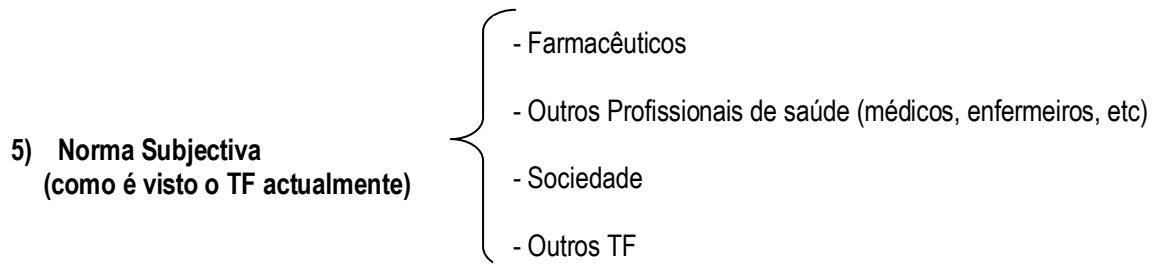 - Farmacêuticos
- Outros Profissionais de saúde (médicos, enfermeiros, etc)
5) Norma Subjectiva
(como é visto o TF actualmente)
- Sociedade
- Outros TF